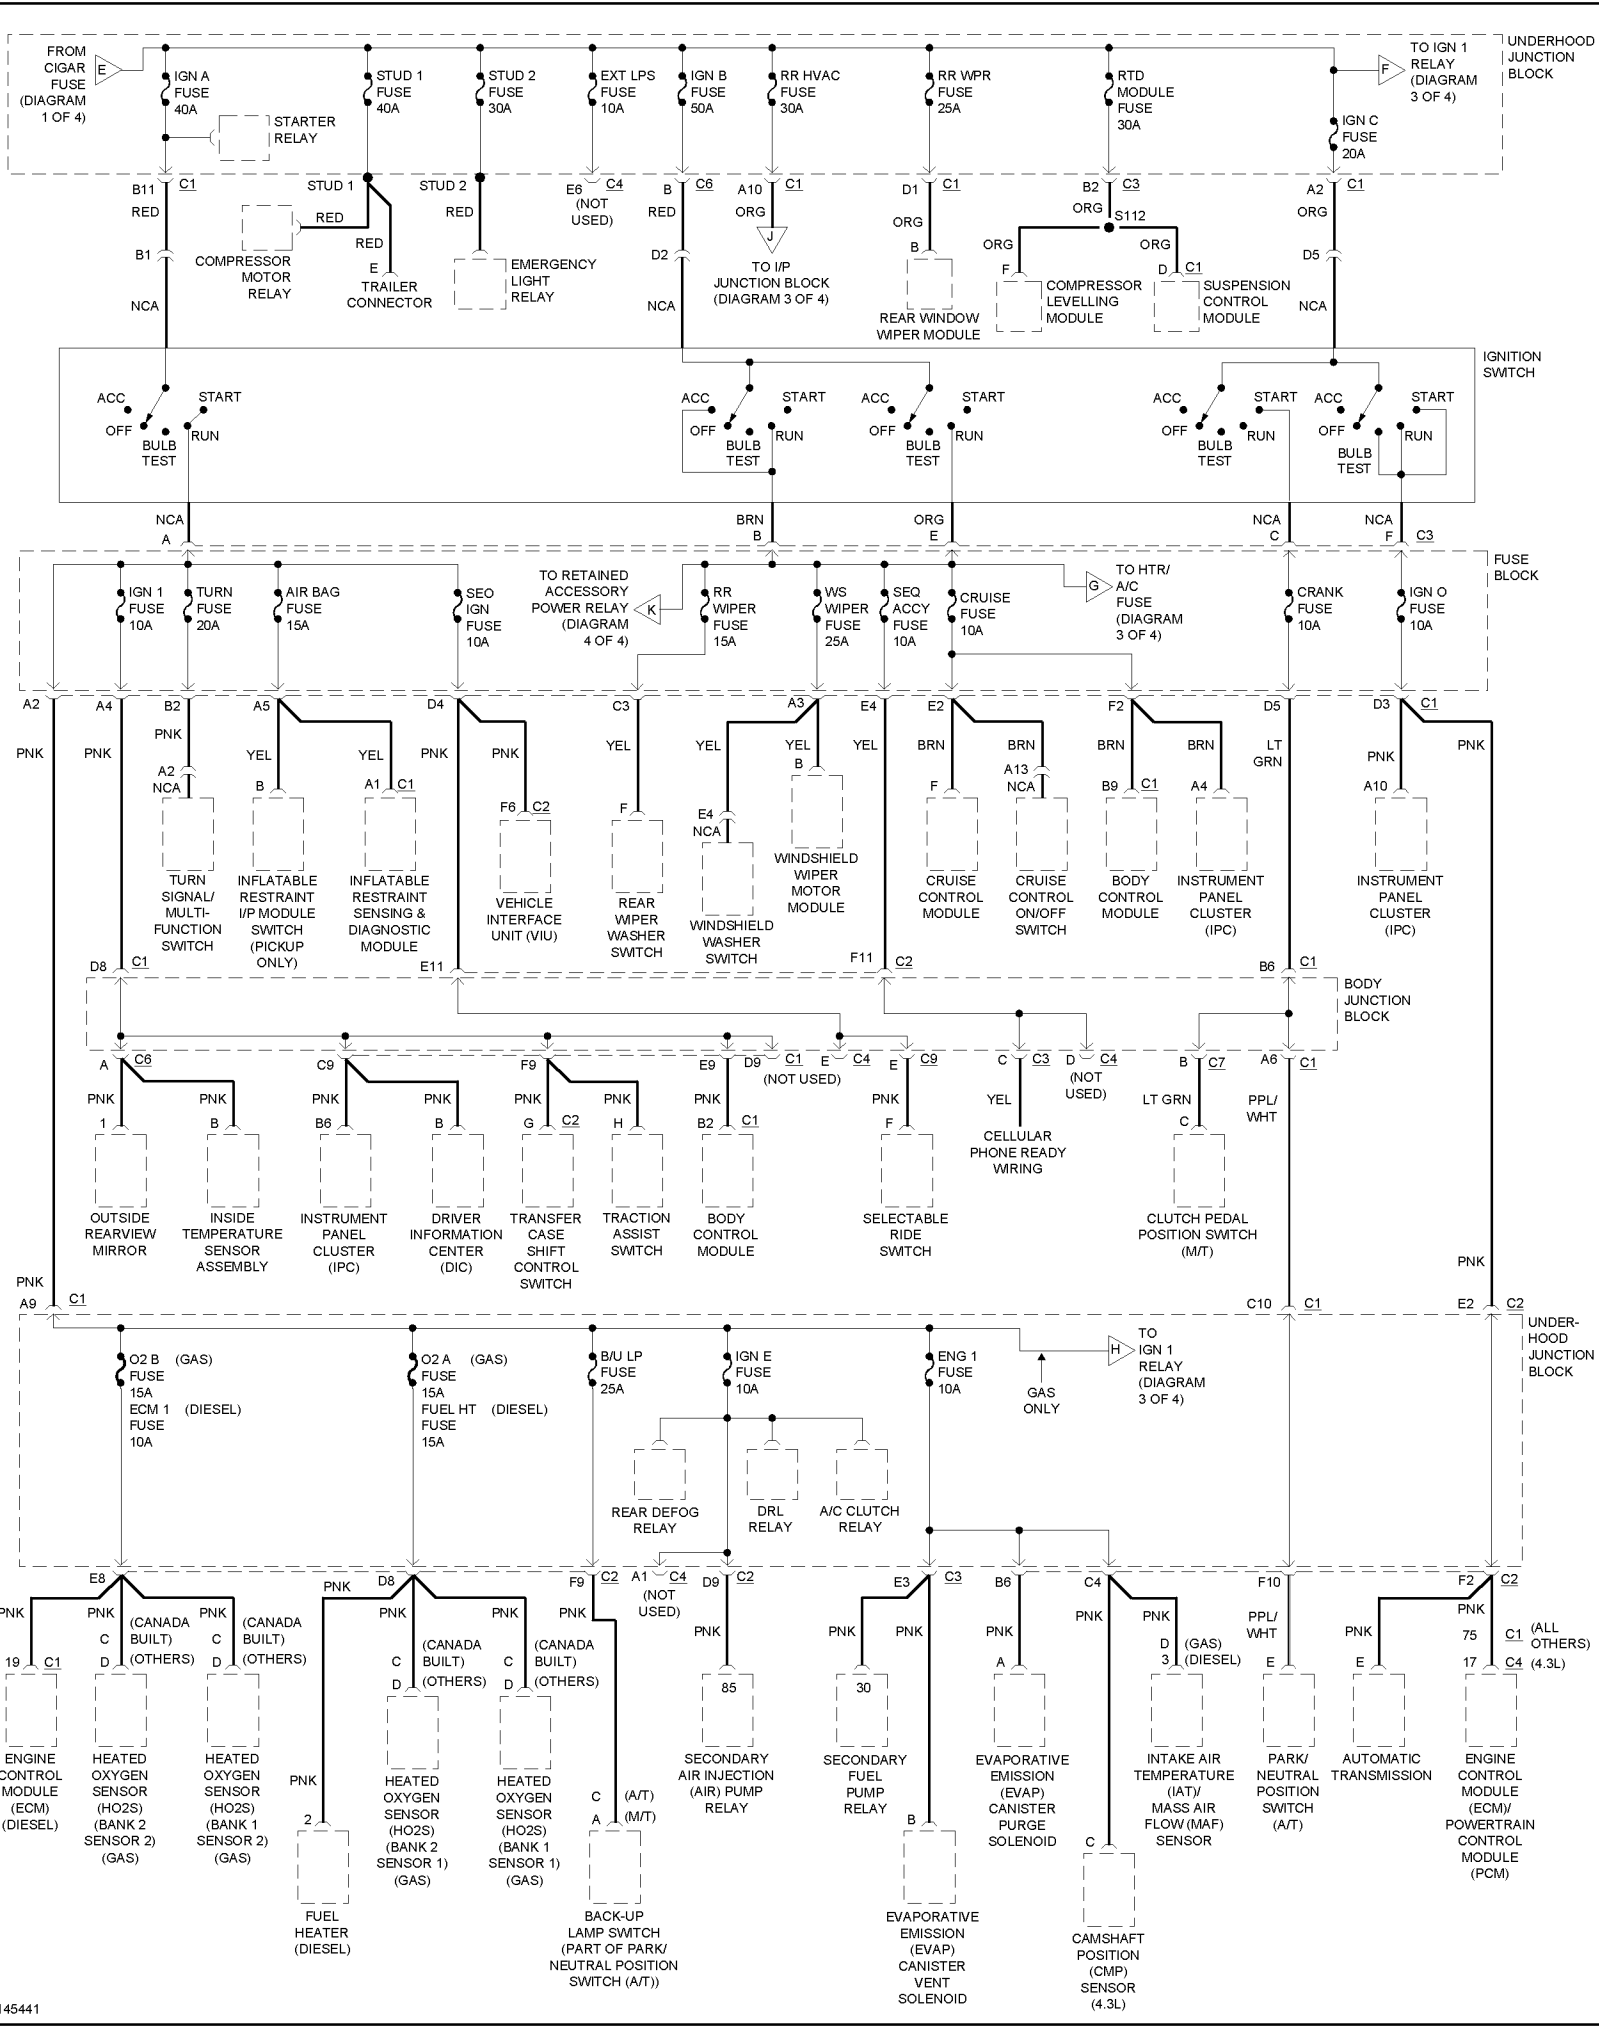 FROM
CIGAR
FUSE
(DIAGRAM
1 OF 4)
E
IGN A
FUSE
40A
STARTER
RELAY
STUD 1
FUSE
40A
STUD 2
FUSE
30A
EXT LPS
FUSE
10A
IGN B
FUSE
50A
RR HVAC
FUSE
30A
RR WPR
FUSE
25A
RTD
MODULE
FUSE
30A
IGN C
FUSE
20A
F
TO IGN 1
RELAY
(DIAGRAM
3 OF 4)
UNDERHOOD
JUNCTION
BLOCK
B11 C1
RED
B1
NCA
STUD 1
RED
COMPRESSOR
MOTOR
RELAY
RED
E
TRAILER
CONNECTOR
STUD 2
RED
EMERGENCY
LIGHT
RELAY
E6 C4
(NOT
USED)
B C6
RED
D2
NCA
A10 C1
ORG
J
TO I/P
JUNCTION BLOCK
(DIAGRAM 3 OF 4)
D1 C1
ORG
B
REAR WINDOW
WIPER MODULE
B2 C3
ORG
S112
ORG
F
COMPRESSOR
LEVELLING
MODULE
ORG
D C1
SUSPENSION
CONTROL
MODULE
A2 C1
ORG
D5
NCA
IGNITION
SWITCH
ACC
OFF
BULB
TEST
RUN
START
ACC
OFF
BULB
TEST
RUN
START
ACC
OFF
BULB
TEST
RUN
START
ACC
OFF
BULB
TEST
RUN
START
ACC
OFF
BULB
TEST
RUN
START
NCA
A
BRN
B
ORG
E
NCA
C
NCA
F C3
FUSE
BLOCK
IGN 1
FUSE
10A
TURN
FUSE
20A
AIR BAG
FUSE
15A
SEO
IGN
FUSE
10A
TO RETAINED
ACCESSORY
POWER RELAY
(DIAGRAM
4 OF 4)
K
RR
WIPER
FUSE
15A
WS
WIPER
FUSE
25A
SEQ
ACCY
FUSE
10A
CRUISE
FUSE
10A
G
TO HTR/
A/C
FUSE
(DIAGRAM
3 OF 4)
CRANK
FUSE
10A
IGN O
FUSE
10A
A2
PNK
A4
PNK
B2
PNK
A2
NCA
TURN
SIGNAL/
MULTI-
FUNCTION
SWITCH
A5
YEL
B
INFLATABLE
RESTRAINT
I/P MODULE
SWITCH
(PICKUP
ONLY)
YEL
A1 C1
INFLATABLE
RESTRAINT
SENSING &
DIAGNOSTIC
MODULE
D4
PNK
PNK
F6 C2
VEHICLE
INTERFACE
UNIT (VIU)
C3
YEL
F
REAR
WIPER
WASHER
SWITCH
A3
YEL
E4
NCA
WINDSHIELD
WASHER
SWITCH
YEL
B
WINDSHIELD
WIPER
MOTOR
MODULE
E4
YEL
E2
BRN
F
CRUISE
CONTROL
MODULE
BRN
A13
NCA
CRUISE
CONTROL
ON/OFF
SWITCH
F2
BRN
B9 C1
BODY
CONTROL
MODULE
BRN
A4
INSTRUMENT
PANEL
CLUSTER
(IPC)
D5
LT
GRN
D3 C1
PNK
A10
INSTRUMENT
PANEL
CLUSTER
(IPC)
PNK
D8 C1
E11
F11 C2
B6 C1
BODY
JUNCTION
BLOCK
A C6
PNK
1
OUTSIDE
REARVIEW
MIRROR
PNK
B
INSIDE
TEMPERATURE
SENSOR
ASSEMBLY
C9
PNK
B6
INSTRUMENT
PANEL
CLUSTER
(IPC)
PNK
B
DRIVER
INFORMATION
CENTER
(DIC)
F9
PNK
G C2
TRANSFER
CASE
SHIFT
CONTROL
SWITCH
PNK
H
TRACTION
ASSIST
SWITCH
E9
PNK
B2 C1
BODY
CONTROL
MODULE
D9 C1
E C4
(NOT USED)
E C9
PNK
F
SELECTABLE
RIDE
SWITCH
C C3
YEL
CELLULAR
PHONE READY
WIRING
D C4
(NOT
USED)
B C7
LT GRN
C
CLUTCH PEDAL
POSITION SWITCH
(M/T)
A6 C1
PPL/
WHT
PNK
A9 C1
C10 C1
PNK
E2 C2
UNDER-
HOOD
JUNCTION
BLOCK
O2 B (GAS)
FUSE
15A
ECM 1 (DIESEL)
FUSE
10A
O2 A (GAS)
FUSE
15A
FUEL HT (DIESEL)
FUSE
15A
B/U LP
FUSE
25A
IGN E
FUSE
10A
ENG 1
FUSE
10A
GAS
ONLY
H
TO
IGN 1
RELAY
(DIAGRAM
3 OF 4)
REAR DEFOG
RELAY
DRL
RELAY
A/C CLUTCH
RELAY
E8
PNK
19 C1
ENGINE
CONTROL
MODULE
(ECM)
(DIESEL)
PNK
(CANADA
BUILT)
C
D (OTHERS)
HEATED
OXYGEN
SENSOR
(HO2S)
(BANK 2
SENSOR 2)
(GAS)
PNK
(CANADA
BUILT)
C
D (OTHERS)
HEATED
OXYGEN
SENSOR
(HO2S)
(BANK 1
SENSOR 2)
(GAS)
D8
PNK
PNK
2
FUEL
HEATER
(DIESEL)
PNK
(CANADA
BUILT)
C
D (OTHERS)
HEATED
OXYGEN
SENSOR
(HO2S)
(BANK 2
SENSOR 1)
(GAS)
PNK
(CANADA
BUILT)
C
D (OTHERS)
HEATED
OXYGEN
SENSOR
(HO2S)
(BANK 1
SENSOR 1)
(GAS)
F9 C2
PNK
C (A/T)
A (M/T)
BACK-UP
LAMP SWITCH
(PART OF PARK/
NEUTRAL POSITION
SWITCH (A/T))
A1 C4
(NOT
USED)
D9 C2
PNK
85
SECONDARY
AIR INJECTION
(AIR) PUMP
RELAY
E3 C3
PNK
30
SECONDARY
FUEL
PUMP
RELAY
PNK
B
EVAPORATIVE
EMISSION
(EVAP)
CANISTER
VENT
SOLENOID
B6
PNK
A
EVAPORATIVE
EMISSION
(EVAP)
CANISTER
PURGE
SOLENOID
C4
PNK
C
CAMSHAFT
POSITION
(CMP)
SENSOR
(4.3L)
PNK
D (GAS)
3 (DIESEL)
INTAKE AIR
TEMPERATURE
(IAT)/
MASS AIR
FLOW (MAF)
SENSOR
F10
PPL/
WHT
E
PARK/
NEUTRAL
POSITION
SWITCH
(A/T)
F2 C2
PNK
E
AUTOMATIC
TRANSMISSION
PNK
75 C1 (ALL
OTHERS)
17 C4 (4.3L)
ENGINE
CONTROL
MODULE
(ECM)/
POWERTRAIN
CONTROL
MODULE
(PCM)
145441